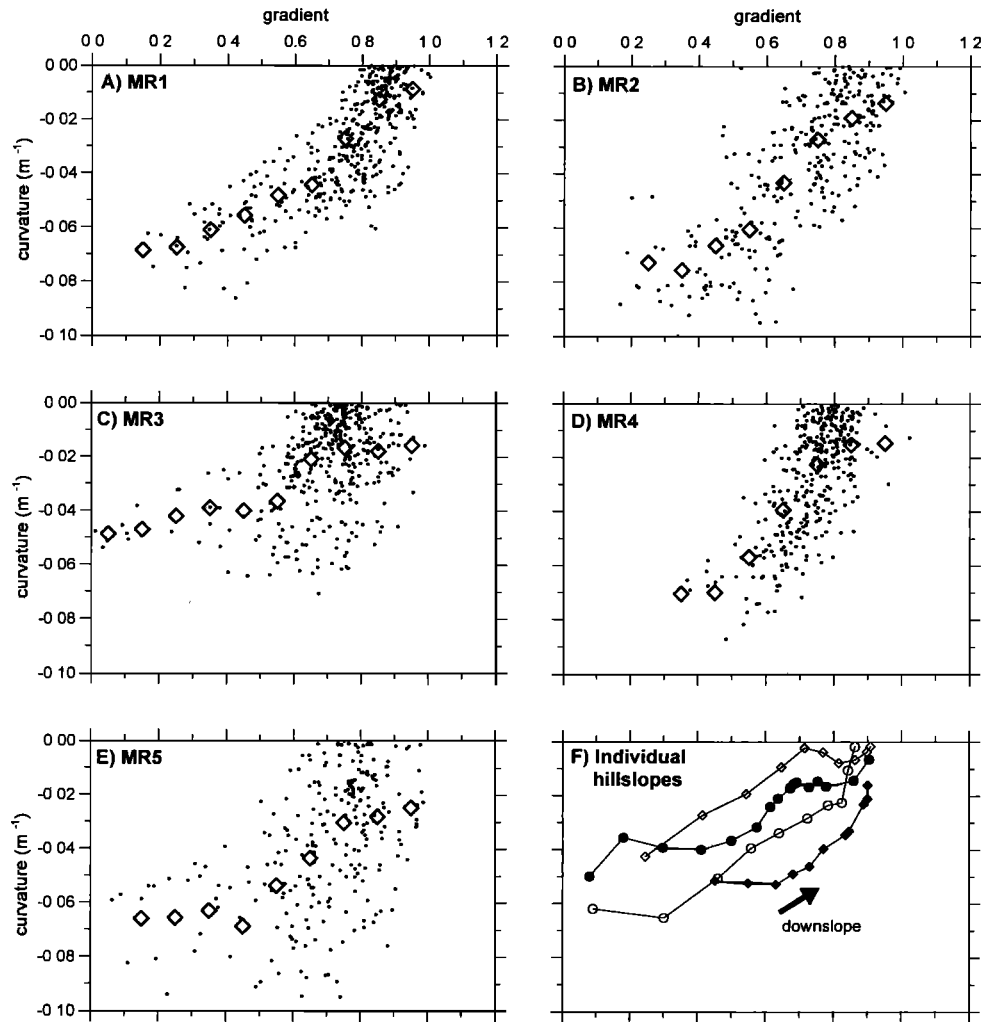 gradient
gradient
0 0 0 2 0 4 0 6 0 8 1 0 1 2
0 0 0 2 0 4 0.6 0 8 1.0 1 2
A) MR1
B) MR2
0 00
-0 02
-0 04
-0 06
-0 08
-0 10
curvature (m⁻¹)
C) MR3
D) MR4
0 00
-0 02
-0 04
-0 06
-0 08
-0 10
curvature (m⁻¹)
E) MR5
F) Individual
hillslopes
0 00
-0 02
-0 04
-0 06
-0 08
-0 10
curvature (m⁻¹)
downslope